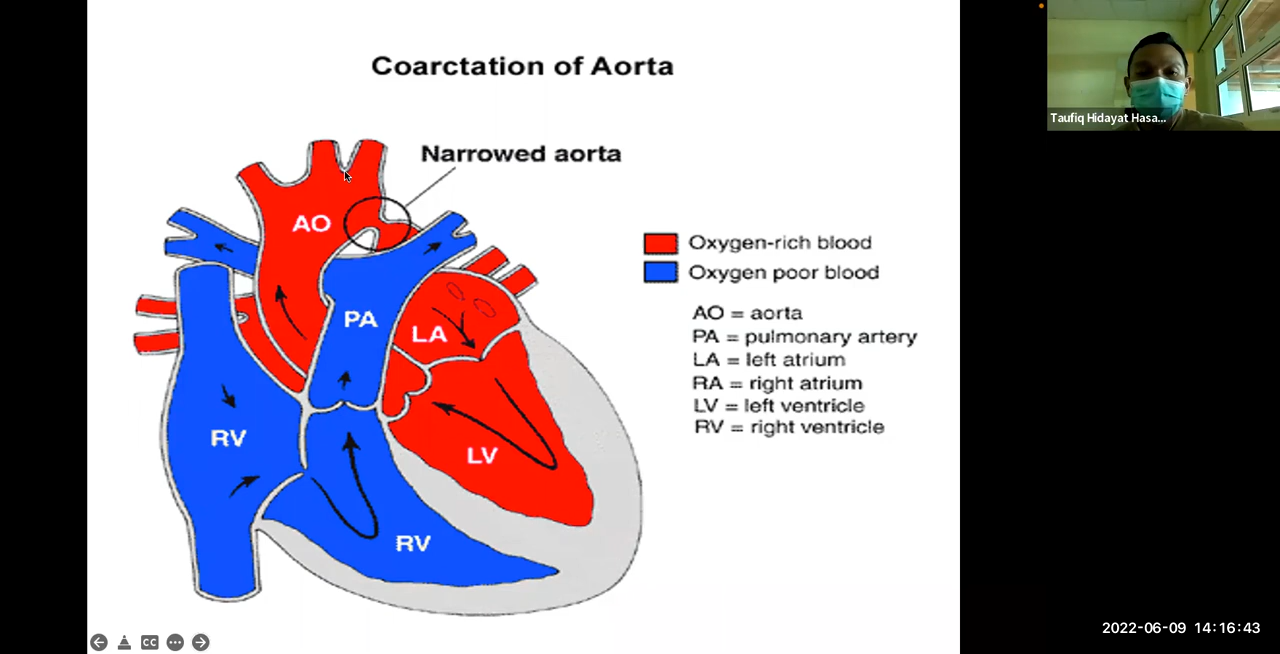 Coarctation of Aorta
Narrowed aorta
AO
PA
LA
RV
LV
RV
Oxygen-rich blood
Oxygen poor blood
AO = aorta
PA = pulmonary artery
LA = left atrium
RA = right atrium
LV = left ventricle
RV = right ventricle
Taufiq Hidayat Hasa...
CC
2022-06-09 14:16:43